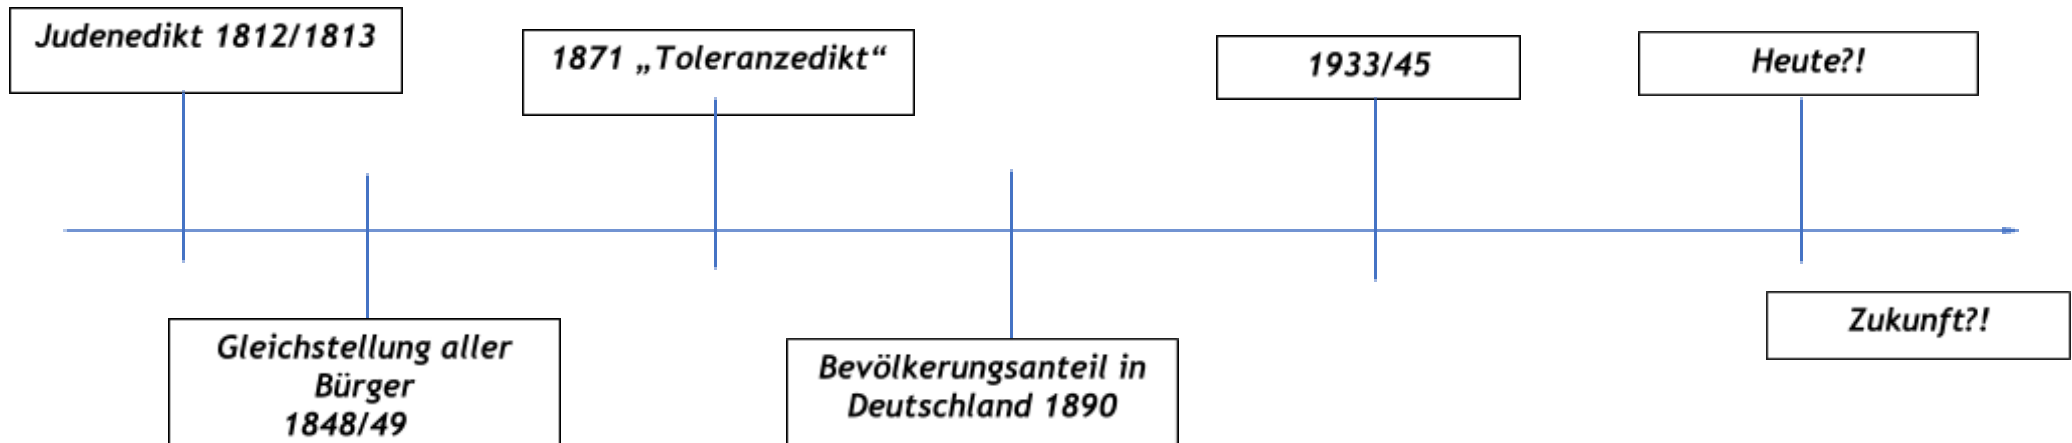 Judenedikt 1812/1813
1871 „Toleranzedikt“
1933/45
Heute?!
Gleichstellung aller
Bürger
1848/49
Bevölkerungsanteil in
Deutschland 1890
Zukunft?!